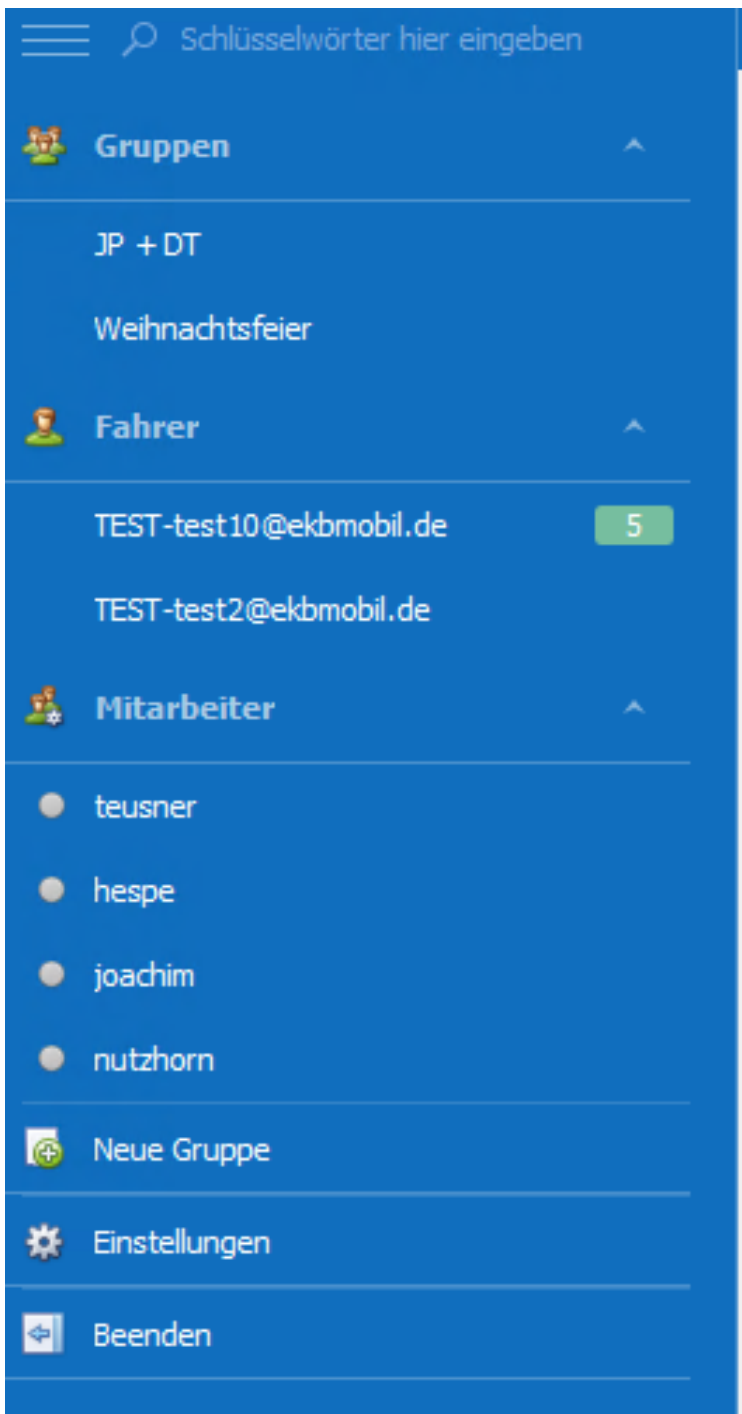 Schlüsselwörter hier eingeben
Gruppen
JP + DT
Weihnachtsfeier
Fahrer
TEST-test10@ekbmobil.de 5
TEST-test2@ekbmobil.de
Mitarbeiter
teusner
hespe
joachim
nutzhorn
Neue Gruppe
Einstellungen
Beenden